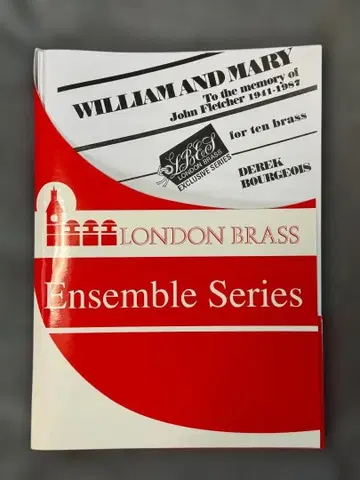 WILLIAM AND MARY
To the memory of
John Fletcher 1941-1987
for ten brass
LBES
LONDON BRASS
EXCLUSIVE SERIES
DEREK
BOURGEOIS
LONDON BRASS
Ensemble Series